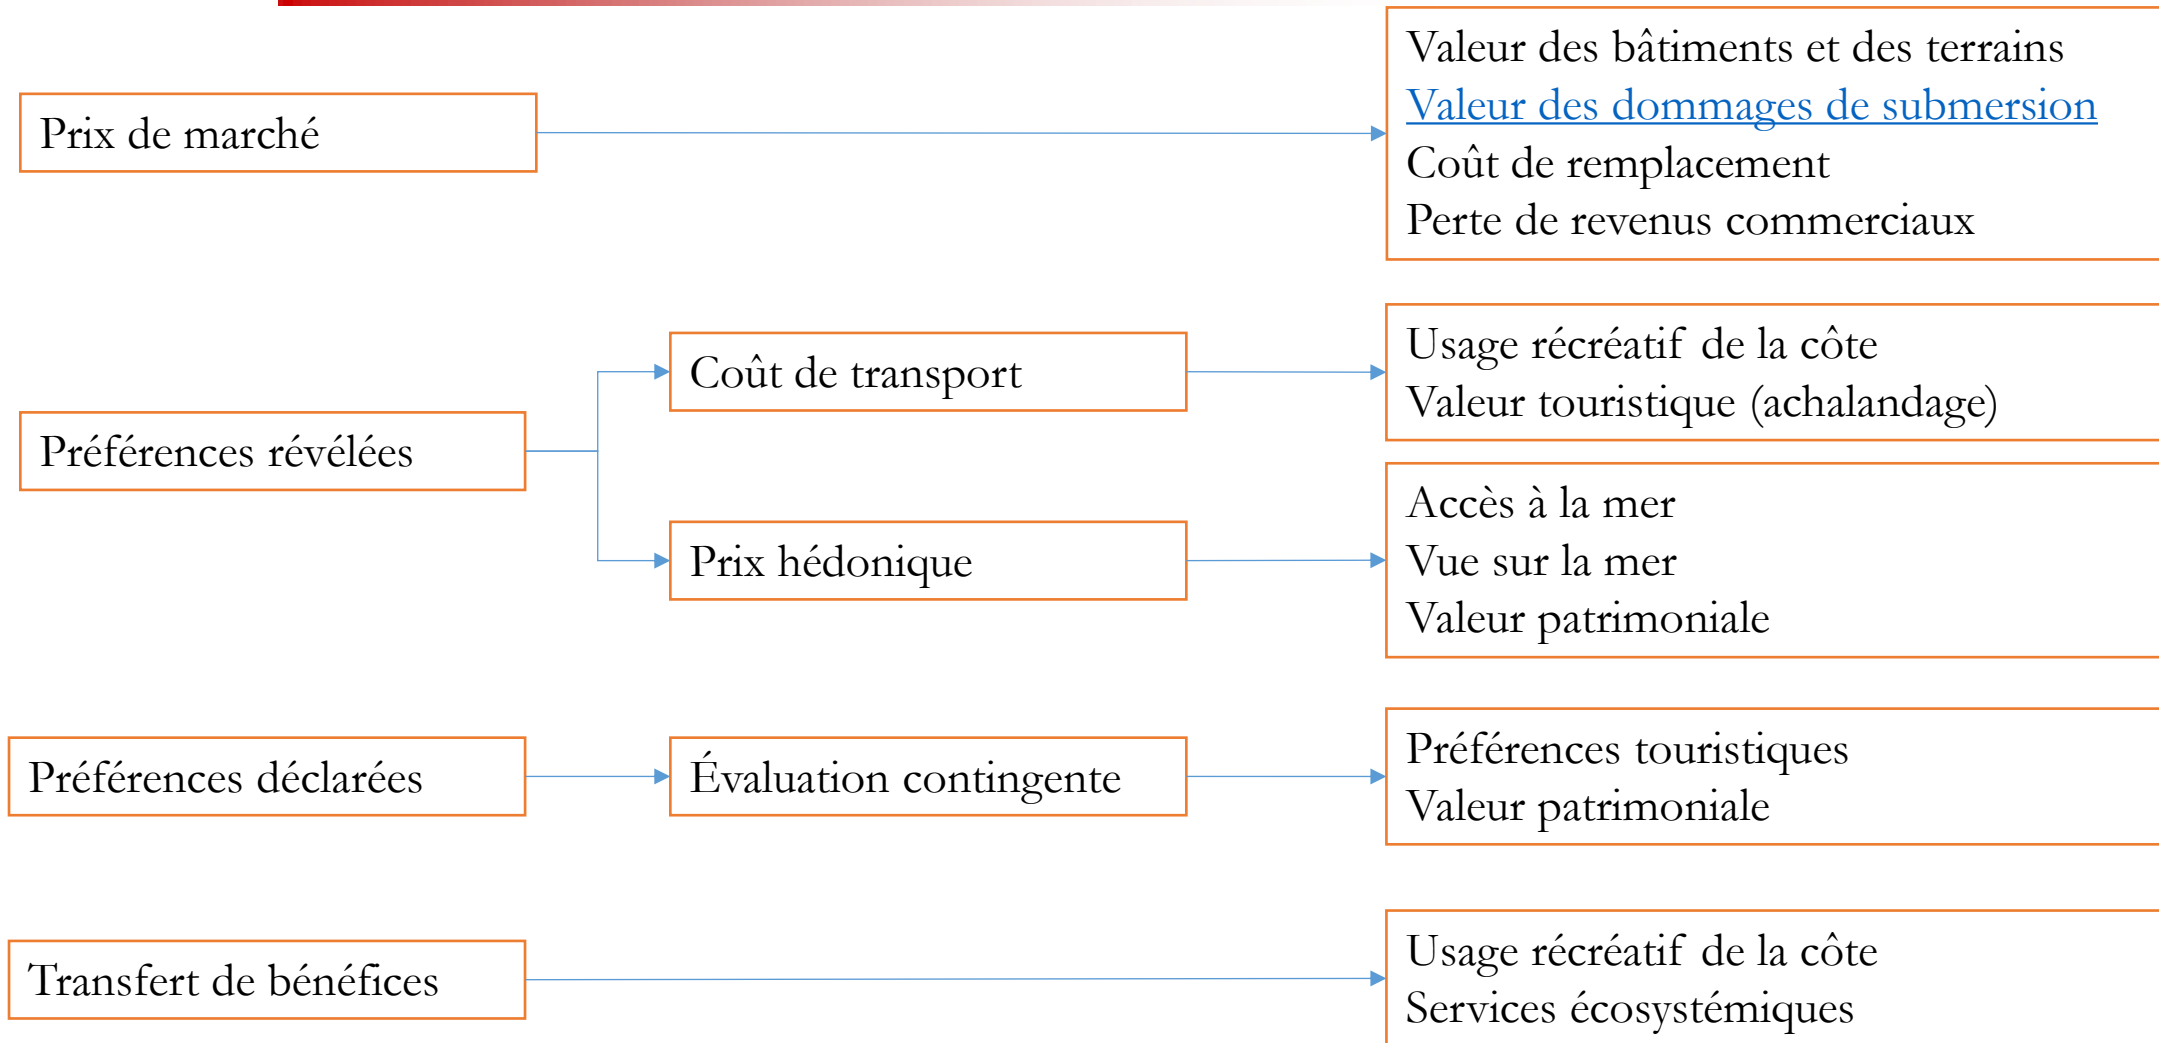 Prix de marché
Valeur des bâtiments et des terrains
Valeur des dommages de submersion
Coût de remplacement
Perte de revenus commerciaux
Préférences révélées
Coût de transport
Usage récréatif de la côte
Valeur touristique (achalandage)
Prix hédonique
Accès à la mer
Vue sur la mer
Valeur patrimoniale
Préférences déclarées
Évaluation contingente
Préférences touristiques
Valeur patrimoniale
Transfert de bénéfices
Usage récréatif de la côte
Services écosystémiques